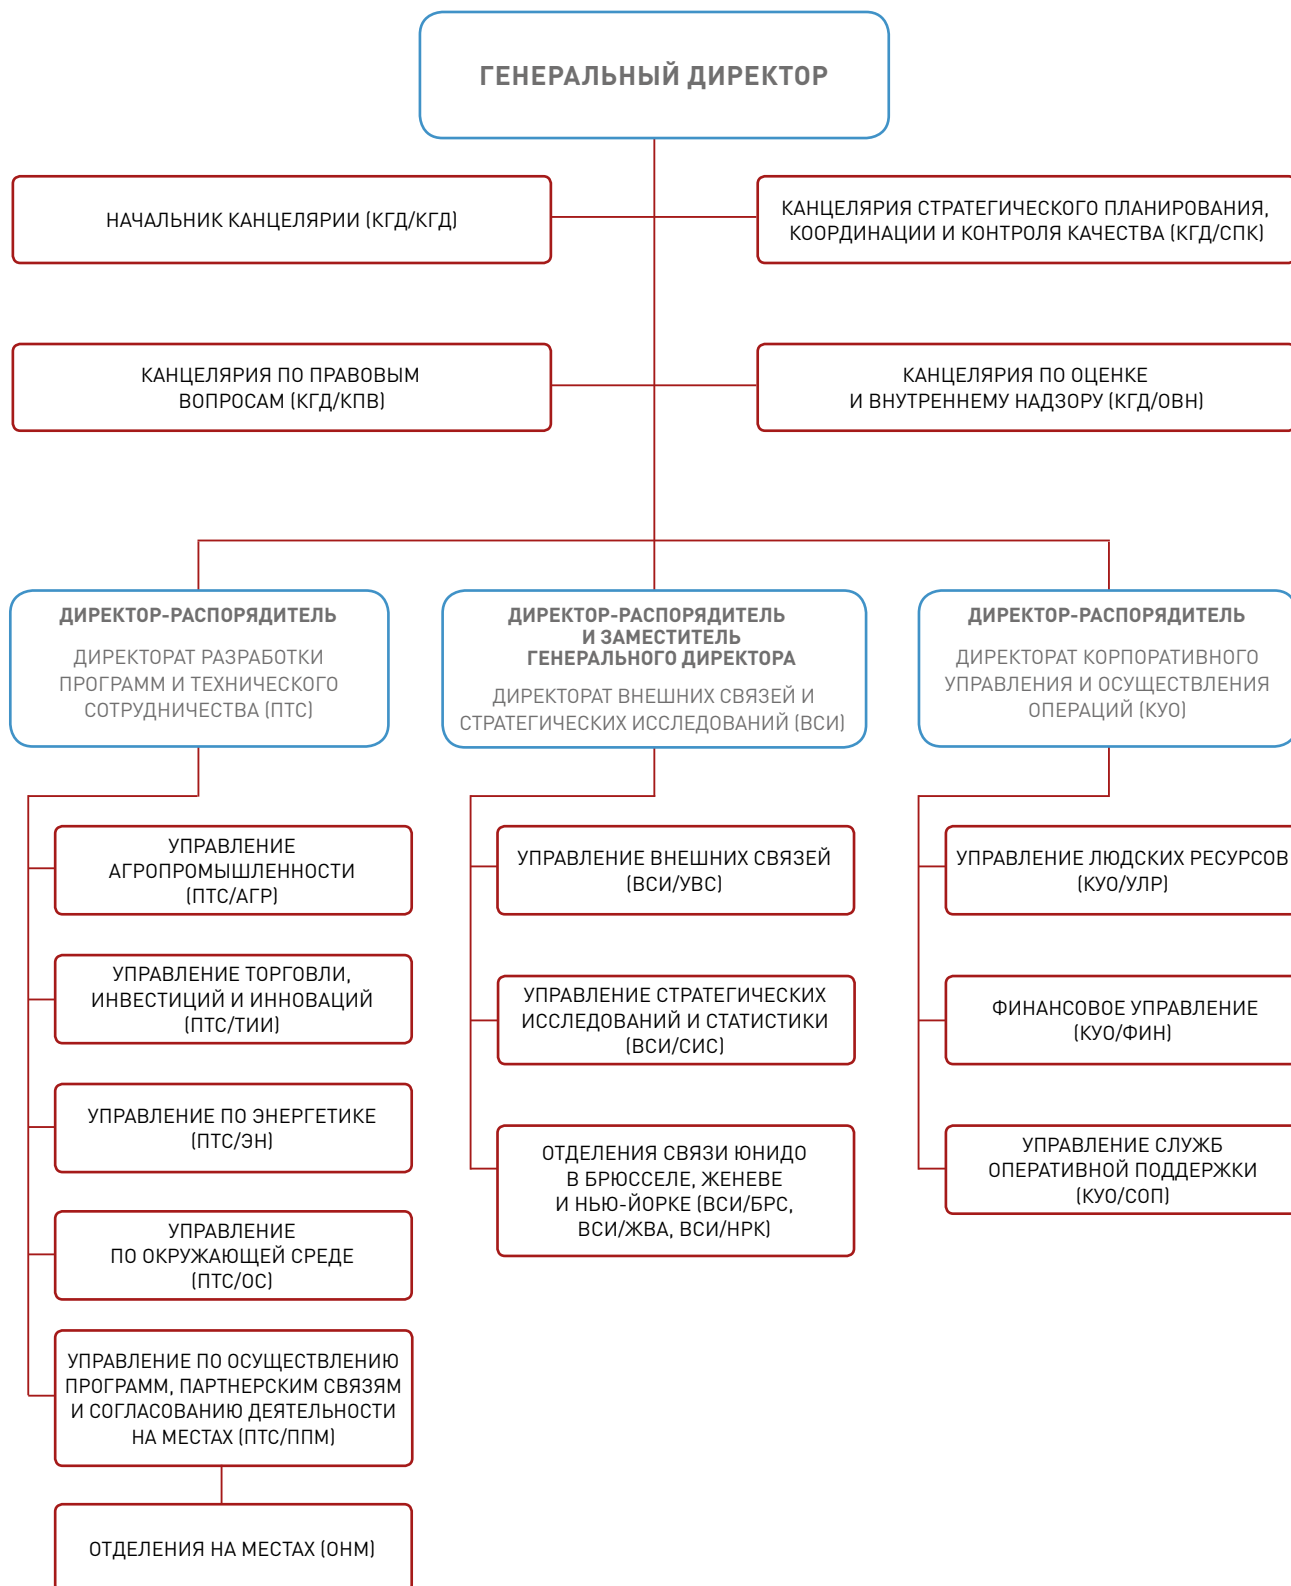 ГЕНЕРАЛЬНЫЙ ДИРЕКТОР
НАЧАЛЬНИК КАНЦЕЛЯРИИ (КГД/КГД)
КАНЦЕЛЯРИЯ СТРАТЕГИЧЕСКОГО ПЛАНИРОВАНИЯ,
КООРДИНАЦИИ И КОНТРОЛЯ КАЧЕСТВА (КГД/СПК)
КАНЦЕЛЯРИЯ ПО ПРАВОВЫМ
ВОПРОСАМ (КГД/КПВ)
КАНЦЕЛЯРИЯ ПО ОЦЕНКЕ
И ВНУТРЕННЕМУ НАДЗОРУ (КГД/ОВН)
ДИРЕКТОР-РАСПОРЯДИТЕЛЬ
ДИРЕКТОРАТ РАЗРАБОТКИ
ПРОГРАММ И ТЕХНИЧЕСКОГО
СОТРУДНИЧЕСТВА (ПТС)
ДИРЕКТОР-РАСПОРЯДИТЕЛЬ
И ЗАМЕСТИТЕЛЬ
ГЕНЕРАЛЬНОГО ДИРЕКТОРА
ДИРЕКТОРАТ ВНЕШНИХ СВЯЗЕЙ И
СТРАТЕГИЧЕСКИХ ИССЛЕДОВАНИЙ (ВСИ)
ДИРЕКТОР-РАСПОРЯДИТЕЛЬ
ДИРЕКТОРАТ КОРПОРАТИВНОГО
УПРАВЛЕНИЯ И ОСУЩЕСТВЛЕНИЯ
ОПЕРАЦИЙ (КУО)
УПРАВЛЕНИЕ
АГРОПРОМЫШЛЕННОСТИ
(ПТС/АГР)
УПРАВЛЕНИЕ ТОРГОВЛИ,
ИНВЕСТИЦИЙ И ИННОВАЦИЙ
(ПТС/ТИИ)
УПРАВЛЕНИЕ ПО ЭНЕРГЕТИКЕ
(ПТС/ЭН)
УПРАВЛЕНИЕ
ПО ОКРУЖАЮЩЕЙ СРЕДЕ
(ПТС/ОС)
УПРАВЛЕНИЕ ПО ОСУЩЕСТВЛЕНИЮ
ПРОГРАММ, ПАРТНЕРСКИМ СВЯЗЯМ
И СОГЛАСОВАНИЮ ДЕЯТЕЛЬНОСТИ
НА МЕСТАХ (ПТС/ППМ)
ОТДЕЛЕНИЯ НА МЕСТАХ (ОНМ)
УПРАВЛЕНИЕ ВНЕШНИХ СВЯЗЕЙ
(ВСИ/УВС)
УПРАВЛЕНИЕ СТРАТЕГИЧЕСКИХ
ИССЛЕДОВАНИЙ И СТАТИСТИКИ
(ВСИ/СИС)
ОТДЕЛЕНИЯ СВЯЗИ ЮНИДО
В БРЮССЕЛЕ, ЖЕНЕВЕ
И НЬЮ-ЙОРКЕ (ВСИ/БРС,
ВСИ/ЖВА, ВСИ/НРК)
УПРАВЛЕНИЕ ЛЮДСКИХ РЕСУРСОВ
(КУО/УЛР)
ФИНАНСОВОЕ УПРАВЛЕНИЕ
(КУО/ФИН)
УПРАВЛЕНИЕ СЛУЖБ
ОПЕРАТИВНОЙ ПОДДЕРЖКИ
(КУО/СОП)